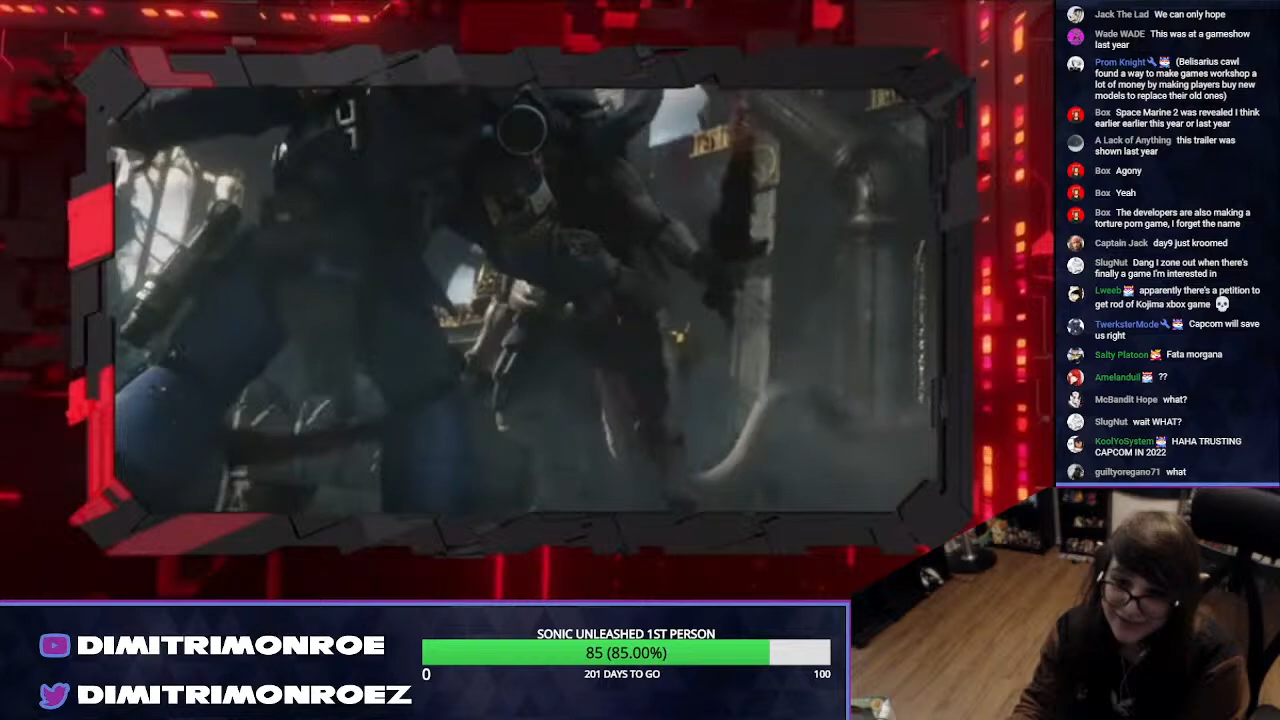 Jack The Lad We can only hope
Wade WADE This was at a gameshow
last year
Prom Knight (Belisarius cawl
found a way to make games workshop a
lot of money by making players buy new
models to replace their old ones)
Box Space Marine 2 was revealed I think
earlier earlier this year or last year
A Lack of Anything this trailer was
shown last year
Box Agony
Box Yeah
Box The developers are also making a
torture porn game, I forget the name
Captain Jack day9 just kroomed
SlugNut Dang I zone out when there's
finally a game I'm interested in
Lweeb apparently there's a petition to
get rod of Kojima xbox game
TwerksterMode Capcom will save
us right
Salty Platoon Fata morgana
Amelanduil ??
McBandit Hope what?
SlugNut wait WHAT?
KoolYoSystem HAHA TRUSTING
CAPCOM IN 2022
guiltyoregano71 what
DIMITRIMONROE
DIMITRIMONROEZ
SONIC UNLEASHED 1ST PERSON
85 (85.00%)
0 201 DAYS TO GO 100